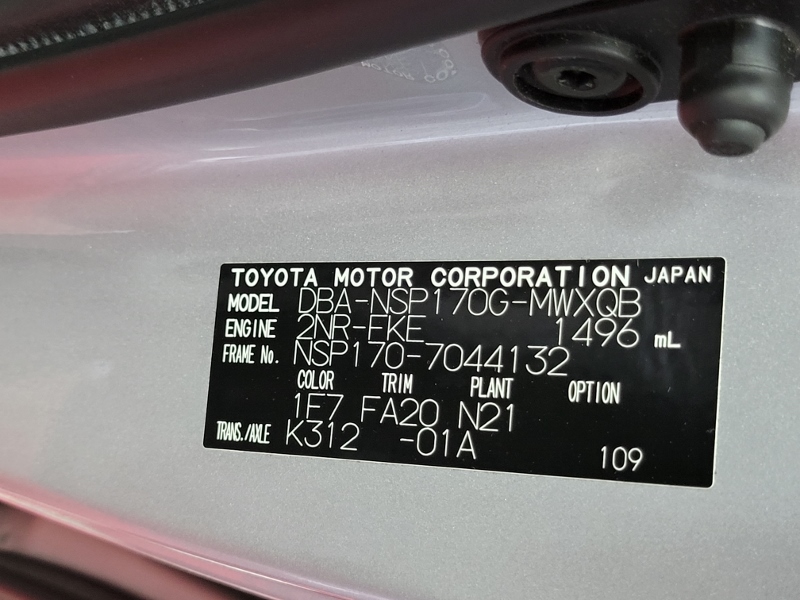 TOYOTA MOTOR CORPORATION JAPAN
MODEL DBA-NSP170G-MWXQB
ENGINE 2NR-FKE 1496 mL
FRAME No. NSP170-7044132
COLOR TRIM PLANT OPTION
1F7 FA20 N21
TRANS./AXLE K312 -01A
109